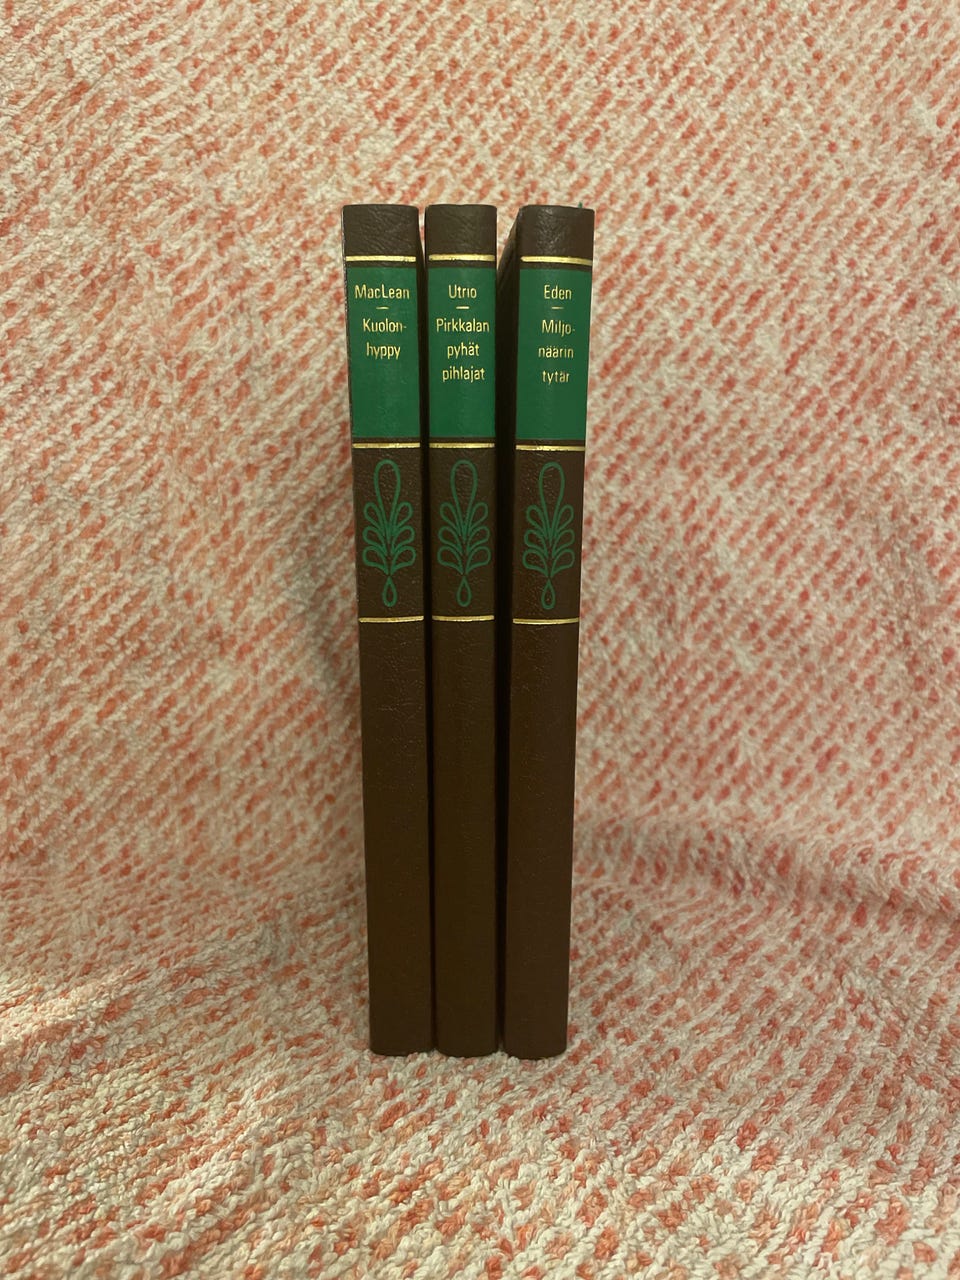 MacLean
Kuolon-
hyppy
Utrio
Pirkkalan
pyhät
pihlajat
Eden
Miljo-
näärin
tytär